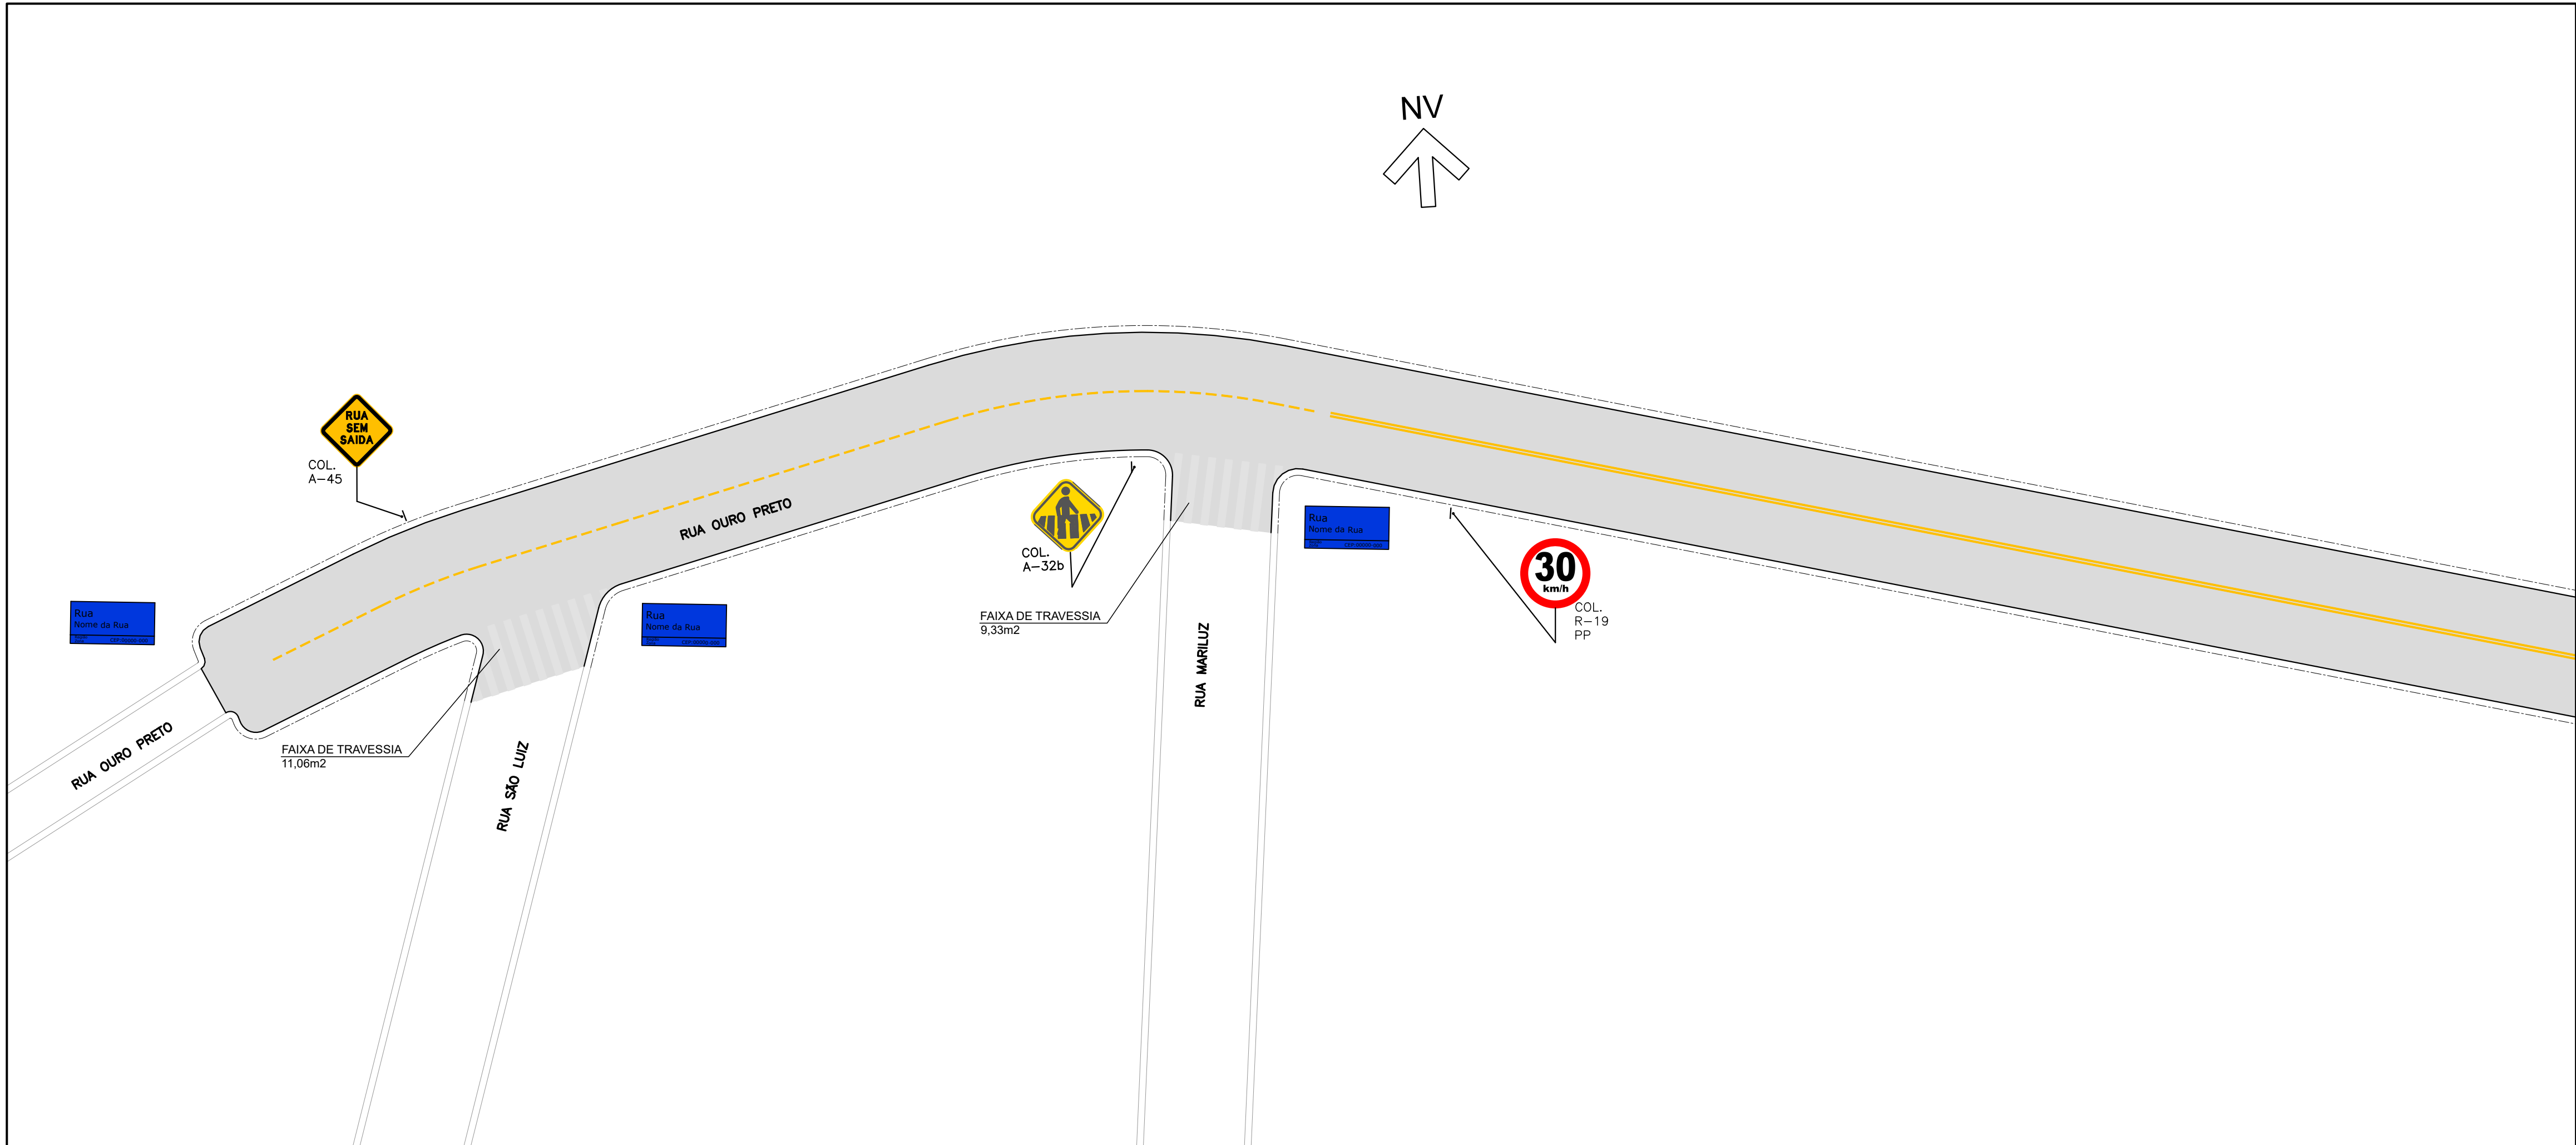 NV
RUA
SEM
SAIDA
COL.
A-45
RUA OURO PRETO
COL.
A-32b
FAIXA DE TRAVESSIA
9,33m2
Rua
Nome da Rua
30
km/h
COL.
R-19
PP
Rua
Nome da Rua
Rua
Nome da Rua
RUA MARILUZ
RUA OURO PRETO
FAIXA DE TRAVESSIA
11,06m2
RUA SÃO LUIZ